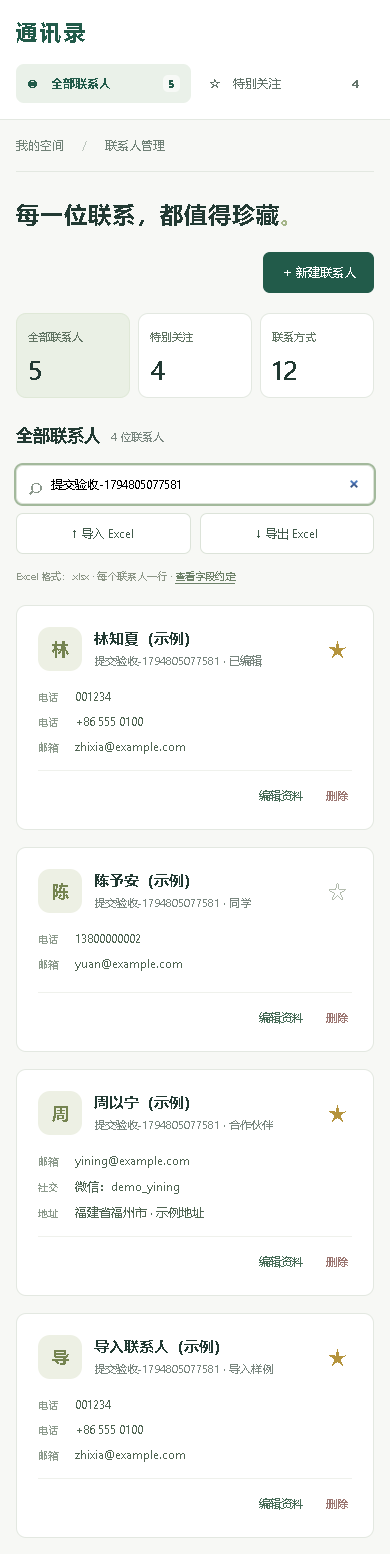 通讯录
全部联系人 5
☆ 特别关注 4
我的空间 / 联系人管理
每一位联系，都值得珍藏。
+ 新建联系人
全部联系人 特别关注 联系方式
5 4 12
全部联系人 4 位联系人
提交验收-1794805077581 ×
↑ 导入 Excel ↓ 导出 Excel
Excel 格式：.xlsx · 每个联系人一行 · 查看字段约定
林 林知夏（示例） ★
提交验收-1794805077581 · 已编辑
电话 001234
电话 +86 555 0100
邮箱 zhixia@example.com
编辑资料 删除
陈 陈予安（示例） ☆
提交验收-1794805077581 · 同学
电话 13800000002
邮箱 yuan@example.com
编辑资料 删除
周 周以宁（示例） ★
提交验收-1794805077581 · 合作伙伴
邮箱 yining@example.com
社交 微信：demo_yining
地址 福建省福州市 · 示例地址
编辑资料 删除
导 导入联系人（示例） ★
提交验收-1794805077581 · 导入样例
电话 001234
电话 +86 555 0100
邮箱 zhixia@example.com
编辑资料 删除